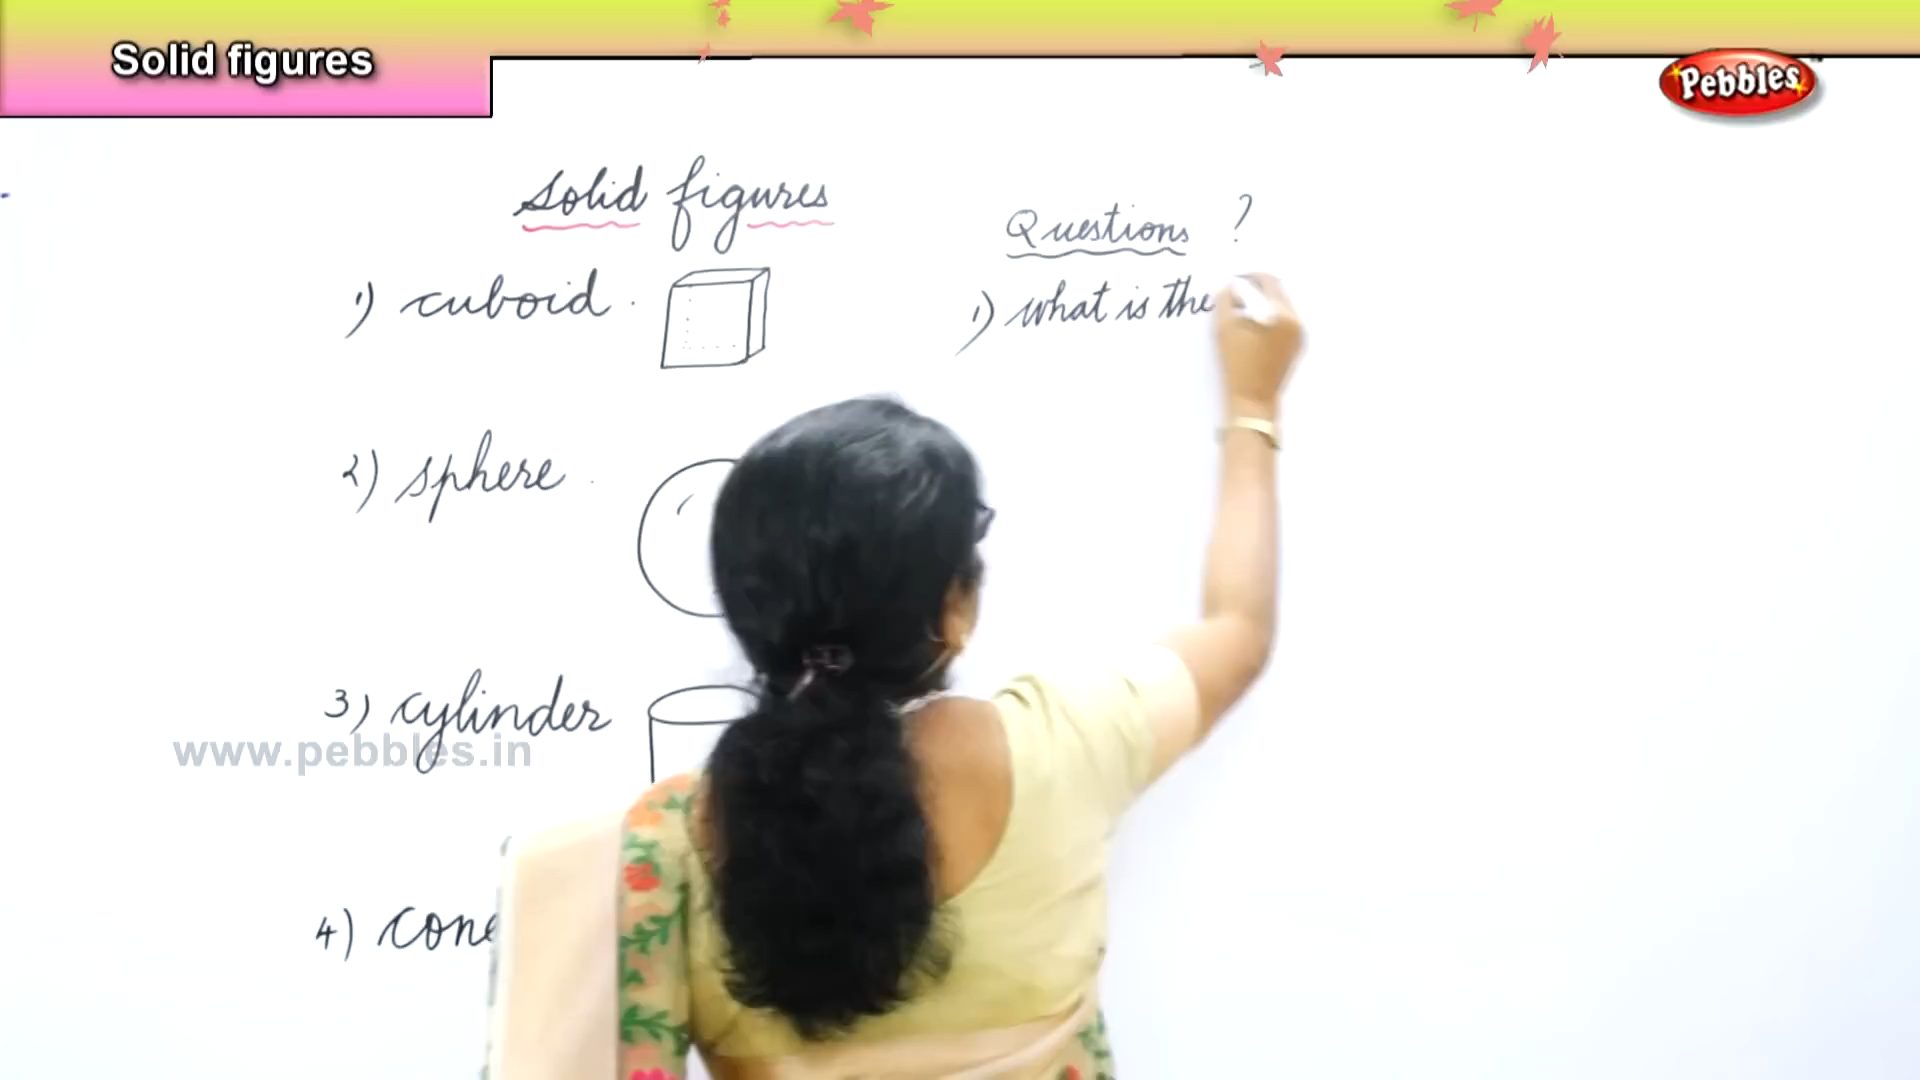 Solid figures
Pebbles
Solid figures
1) cuboid
2) sphere
3) cylinder
www.pebbles.in
4) cone
Questions ?
1) what is the